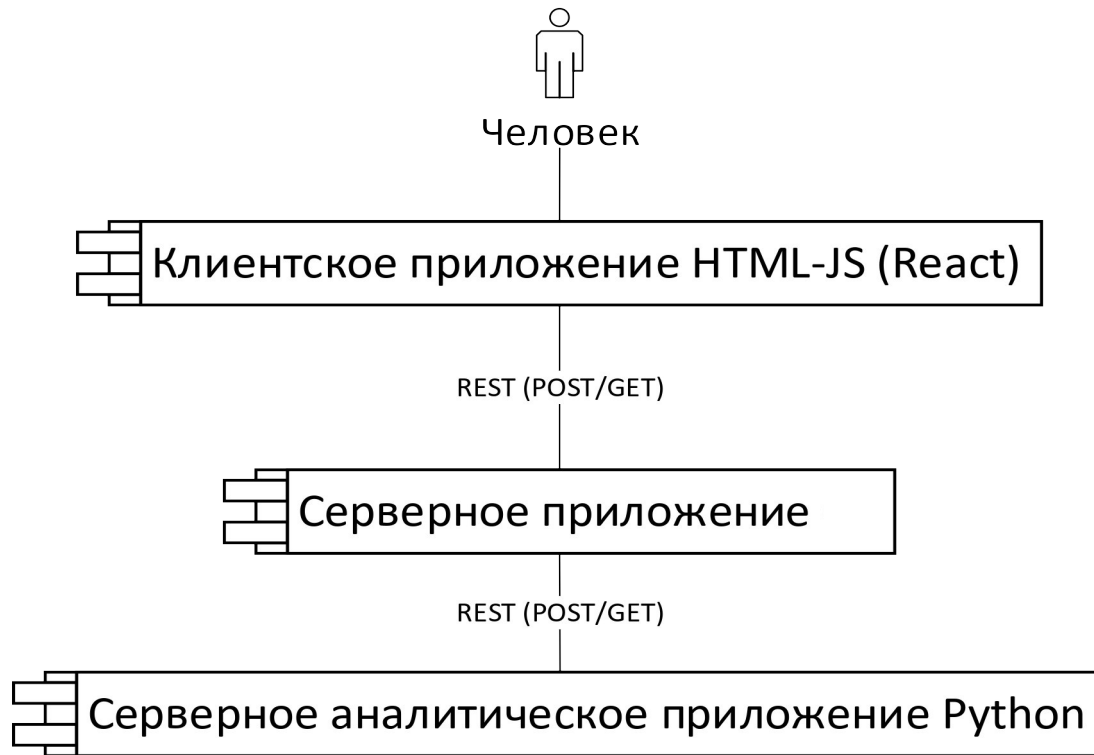 Человек
Клиентское приложение HTML-JS (React)
REST (POST/GET)
Серверное приложение
REST (POST/GET)
Серверное аналитическое приложение Python